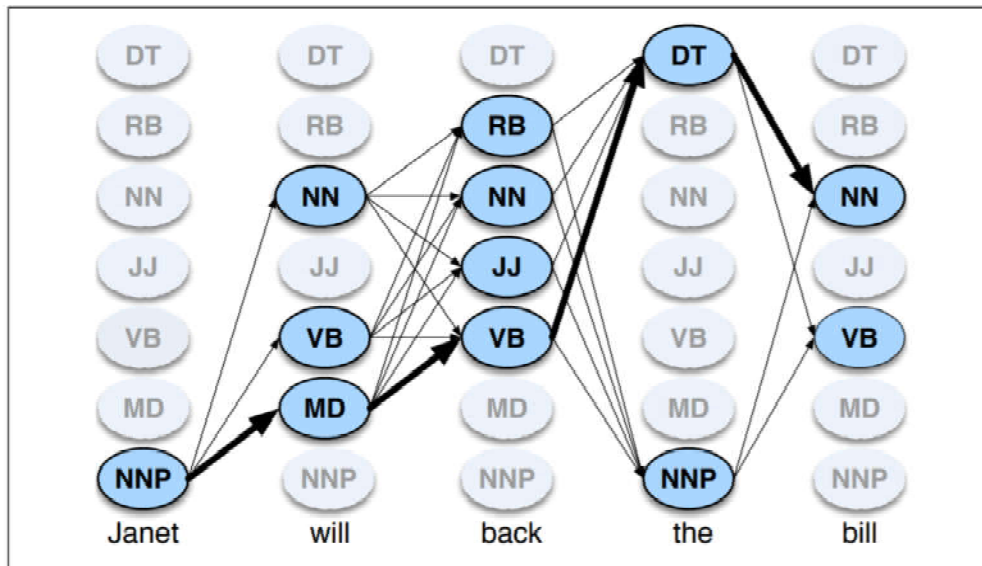 DT DT DT DT DT
RB RB RB RB RB
NN NN NN NN NN
JJ JJ JJ JJ JJ
VB VB VB VB VB
MD MD MD MD MD
NNP NNP NNP NNP NNP
Janet will back the bill